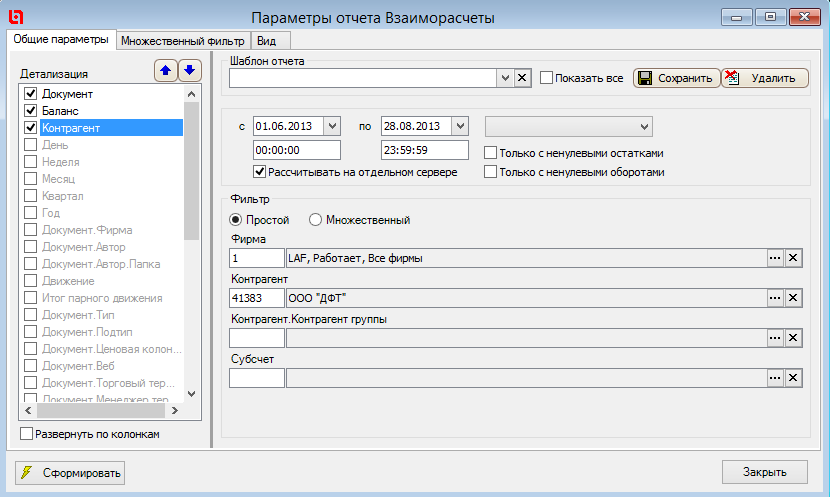 Параметры отчета Взаиморасчеты
Общие параметры
Множественный фильтр
Вид
Детализация
Документ
Баланс
Контрагент
День
Неделя
Месяц
Квартал
Год
Документ.Фирма
Документ.Автор
Документ.Автор.Папка
Движение
Итог парного движения
Документ.Тип
Документ.Подтип
Документ.Ценовая колон...
Документ.Веб
Документ.Торговый тер...
Документ.Менеджер тер...
Развернуть по колонкам
Шаблон отчета
Показать все
Сохранить
Удалить
с 01.06.2013 по 28.08.2013
00:00:00 23:59:59
Только с ненулевыми остатками
Рассчитывать на отдельном сервере
Только с ненулевыми оборотами
Фильтр
Простой
Множественный
Фирма
1 LAF, Работает, Все фирмы
Контрагент
41383 ООО "ДФТ"
Контрагент.Контрагент группы
Субсчет
Сформировать
Закрыть